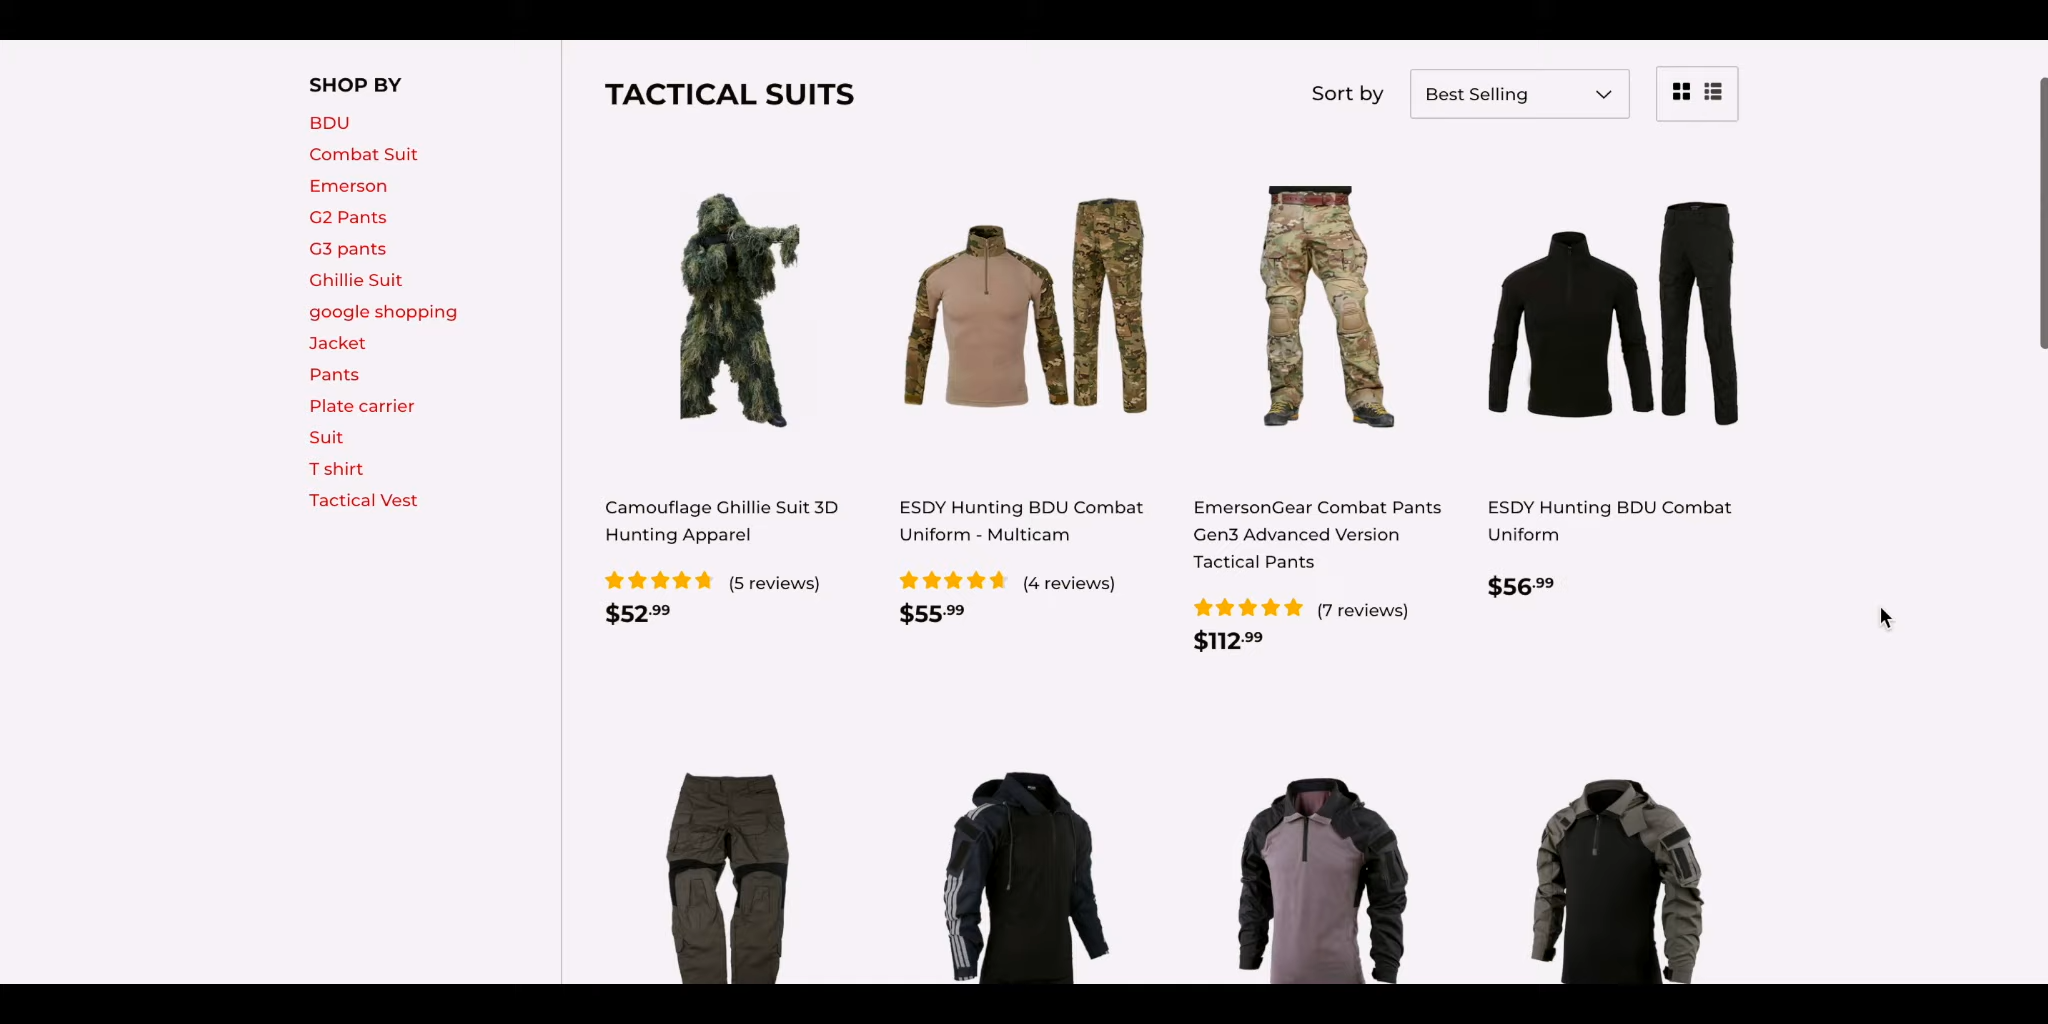 SHOP BY
BDU
Combat Suit
Emerson
G2 Pants
G3 pants
Ghillie Suit
google shopping
Jacket
Pants
Plate carrier
Suit
T shirt
Tactical Vest
TACTICAL SUITS
Sort by
Best Selling
Camouflage Ghillie Suit 3D
Hunting Apparel
(5 reviews)
$52.99
ESDY Hunting BDU Combat
Uniform - Multicam
(4 reviews)
$55.99
EmersonGear Combat Pants
Gen3 Advanced Version
Tactical Pants
(7 reviews)
$112.99
ESDY Hunting BDU Combat
Uniform
$56.99